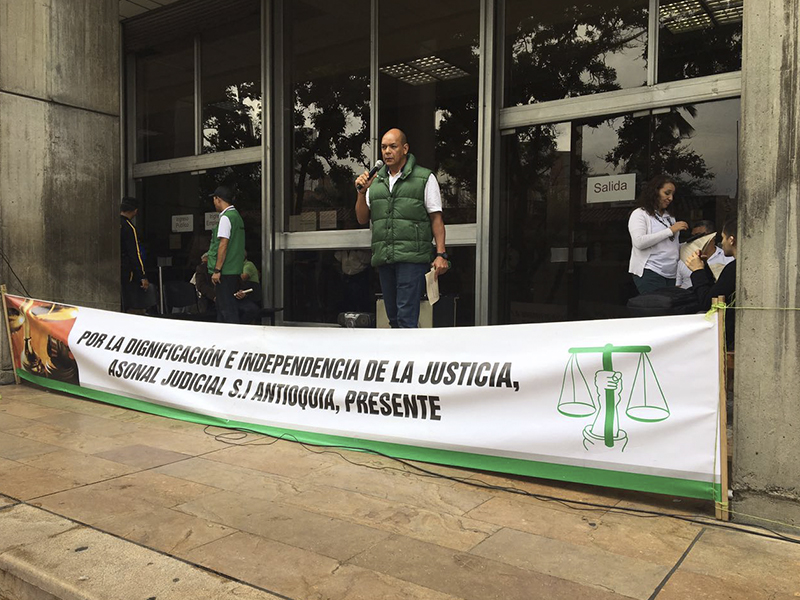 Salida
POR LA DIGNIFICACIÓN E INDEPENDENCIA DE LA JUSTICIA,
ASONAL JUDICIAL S.I ANTIOQUIA, PRESENTE